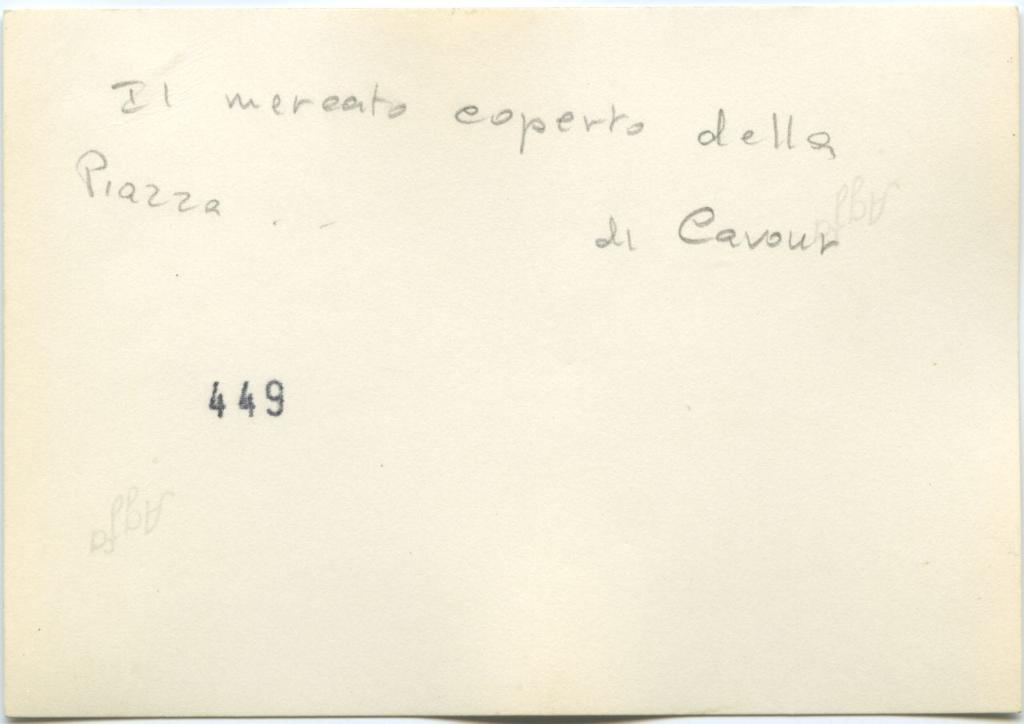 Il mercato coperto della
Piazza . . di Cavour
449
Agfa
Agfa